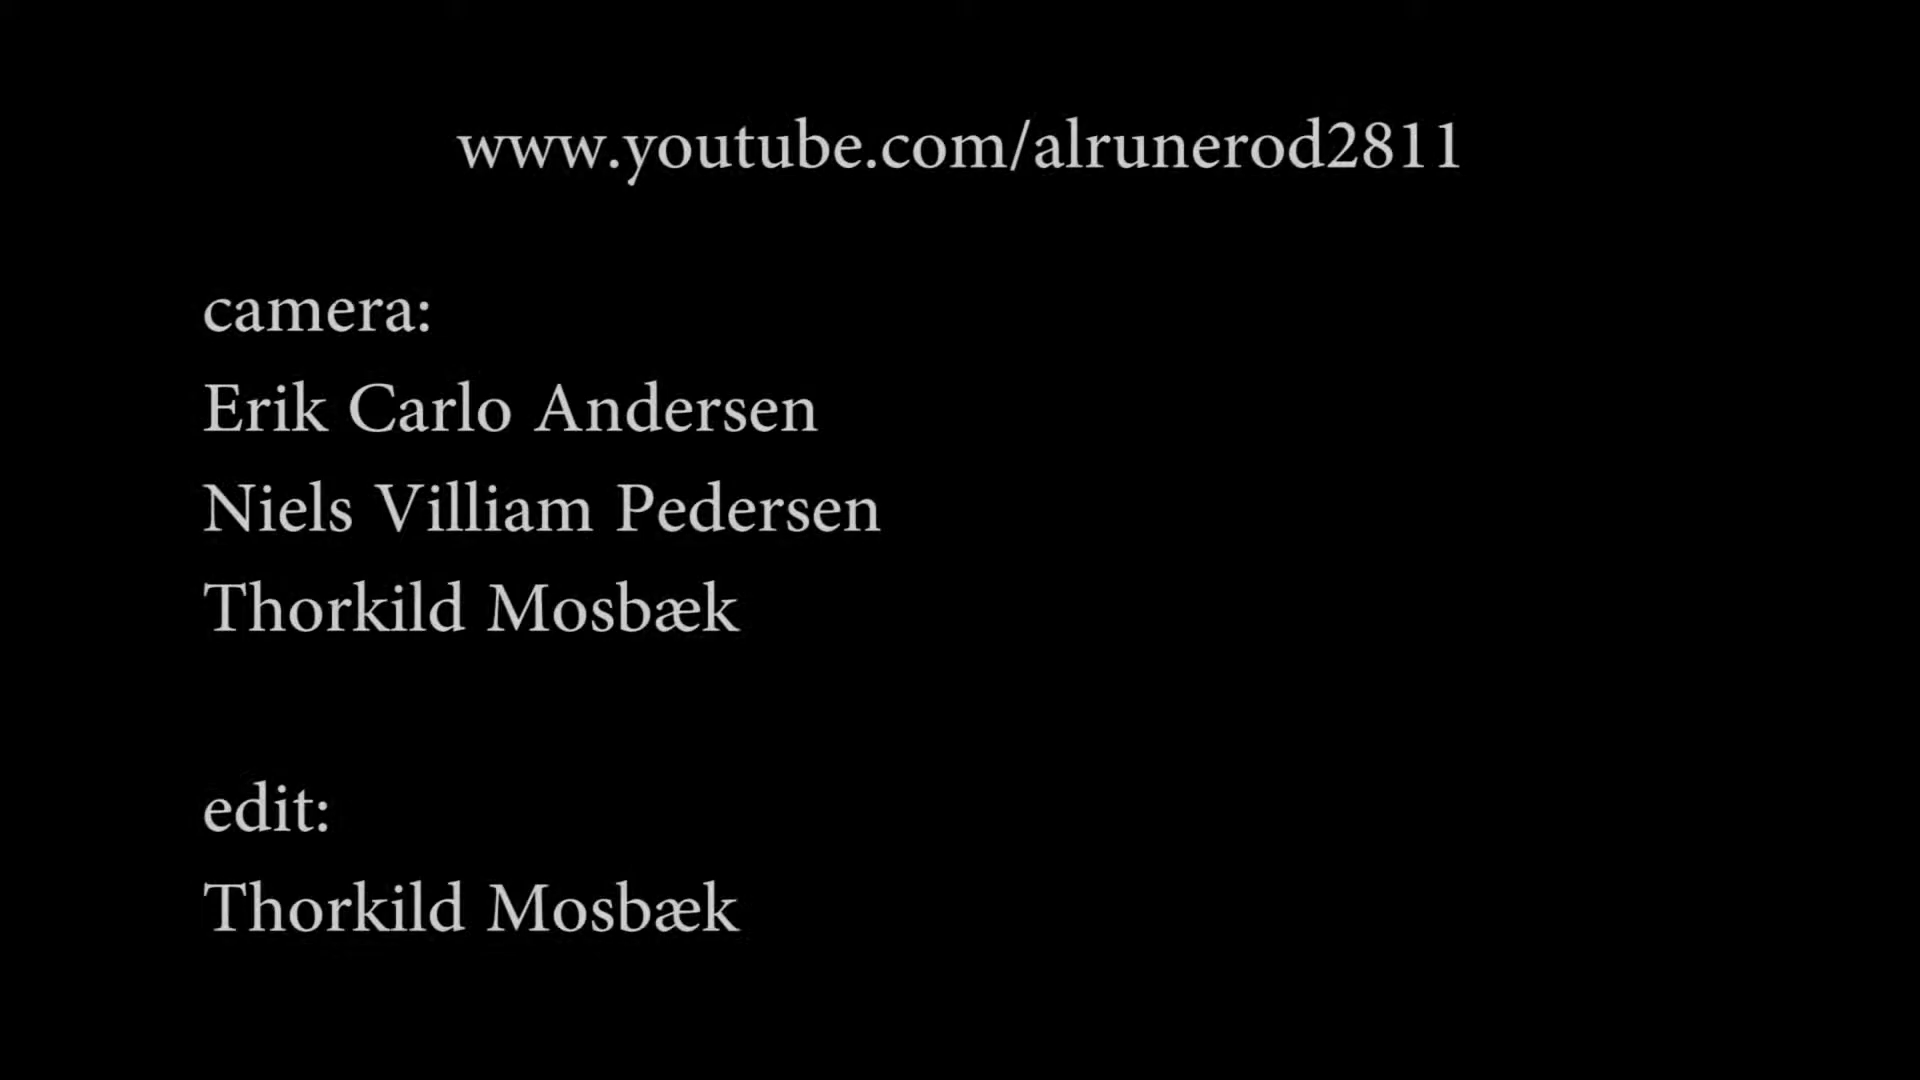 www.youtube.com/alrunerod2811
camera:
Erik Carlo Andersen
Niels Villiam Pedersen
Thorkild Mosbæk
edit:
Thorkild Mosbæk